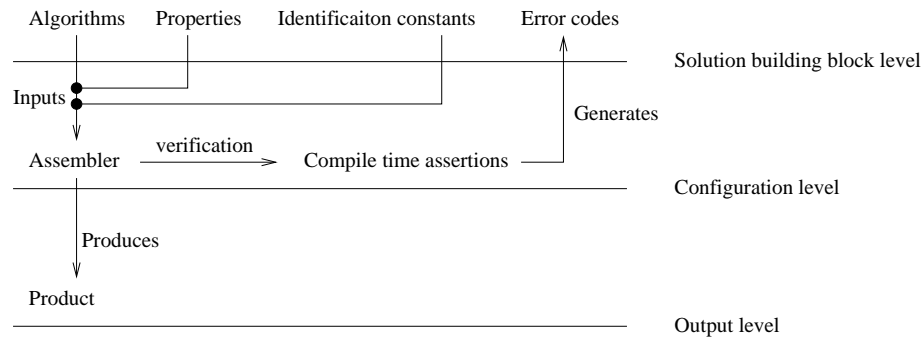 Algorithms Properties Identificaiton constants Error codes
Solution building block level
Inputs
Generates
verification
Assembler Compile time assertions
Configuration level
Produces
Product
Output level